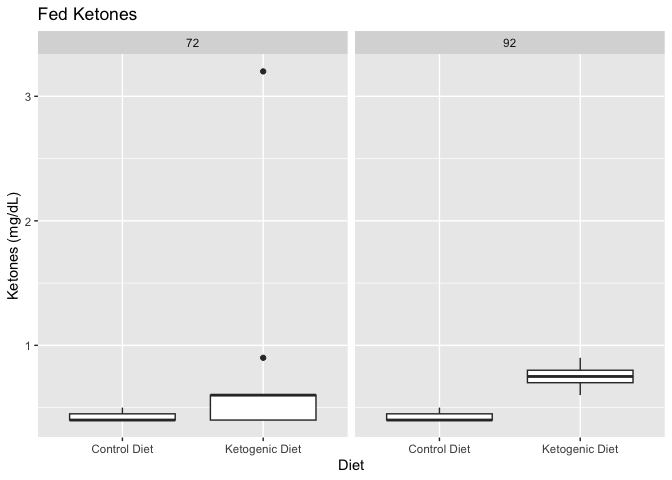 Fed Ketones
72
92
Ketones (mg/dL)
3
2
1
Control Diet
Ketogenic Diet
Control Diet
Ketogenic Diet
Diet